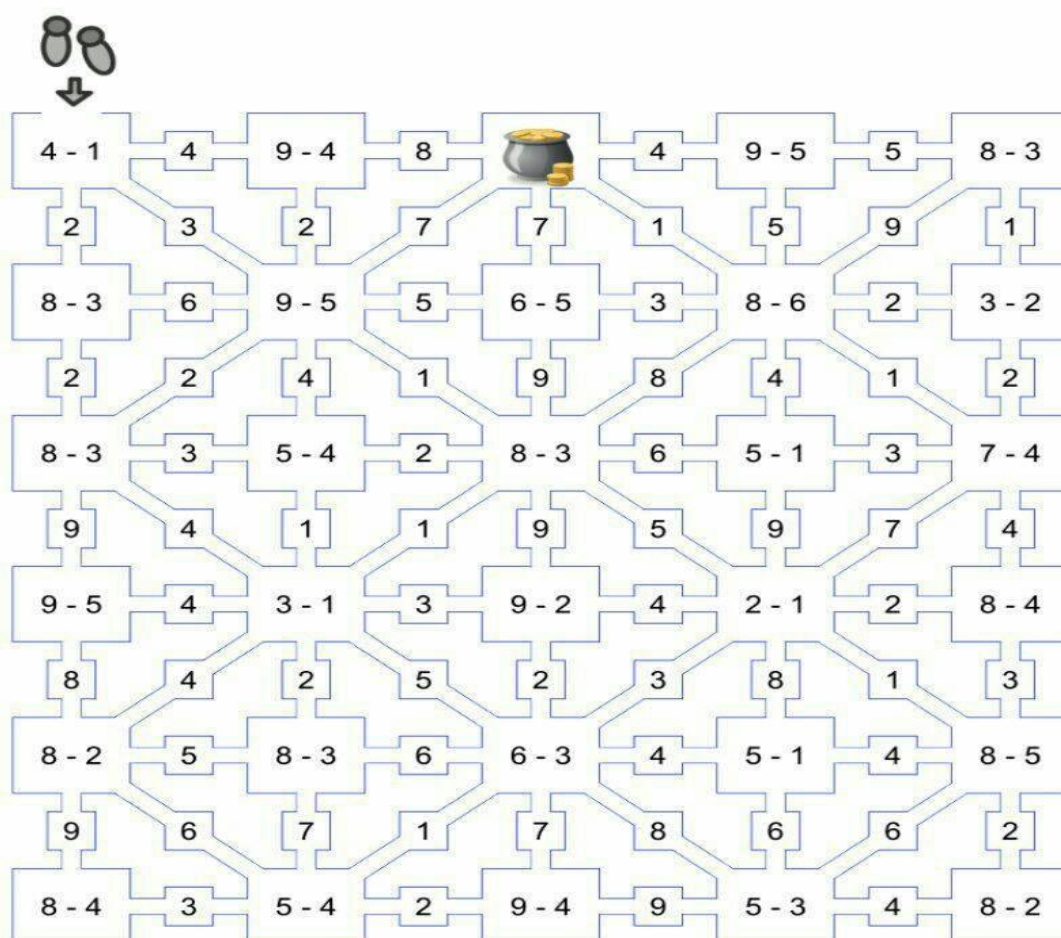 4 - 1 4 9 - 4 8 4 9 - 5 5 8 - 3
2 3 2 7 7 1 5 9 1
8 - 3 6 9 - 5 5 6 - 5 3 8 - 6 2 3 - 2
2 2 4 1 9 8 4 1 2
8 - 3 3 5 - 4 2 8 - 3 6 5 - 1 3 7 - 4
9 4 1 1 9 5 9 7 4
9 - 5 4 3 - 1 3 9 - 2 4 2 - 1 2 8 - 4
8 4 2 5 2 3 8 1 3
8 - 2 5 8 - 3 6 6 - 3 4 5 - 1 4 8 - 5
9 6 7 1 7 8 6 6 2
8 - 4 3 5 - 4 2 9 - 4 9 5 - 3 4 8 - 2